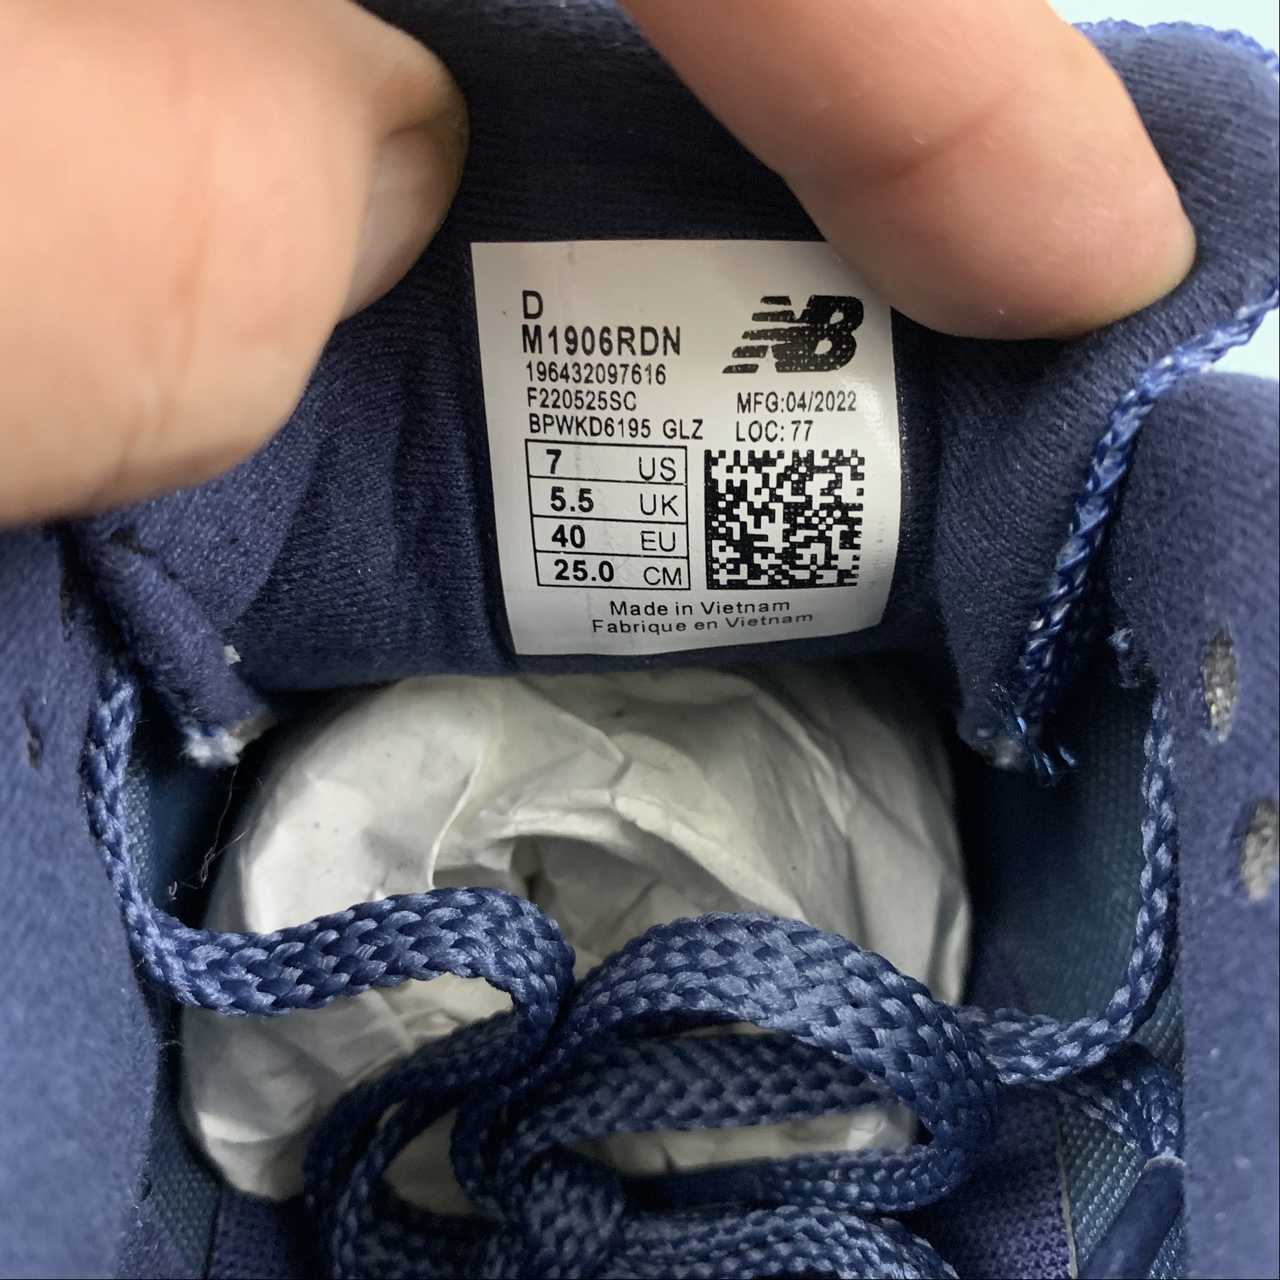 D
M1906RDN
NB
196432097616
F220525SC
MFG:04/2022
BPWKD6195 GLZ
LOC: 77
7 US
5.5 UK
40 EU
25.0 CM
Made in Vietnam
Fabrique en Vietnam